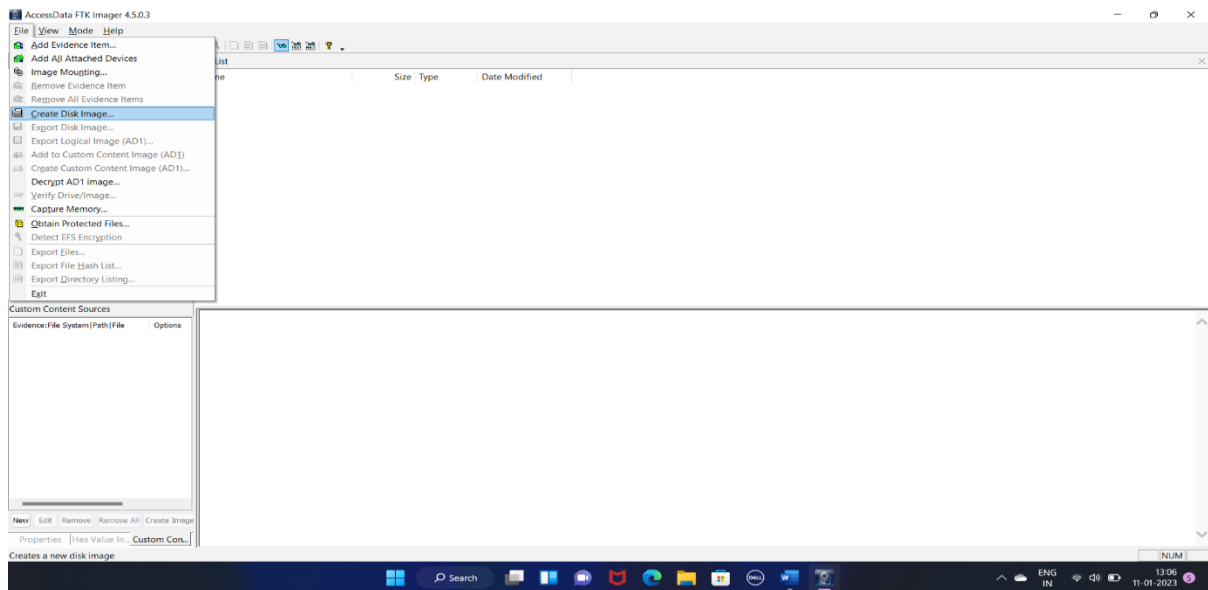 AccessData FTK Imager 4.5.0.3
File View Mode Help
Add Evidence Item...
Add All Attached Devices
Image Mounting...
Remove Evidence Item
Remove All Evidence Items
Create Disk Image...
Export Disk Image...
Export Logical Image (AD1)...
Add to Custom Content Image (AD1)
Create Custom Content Image (AD1)...
Decrypt AD1 image...
Verify Drive/Image...
Capture Memory...
Obtain Protected Files...
Detect EFS Encryption
Export Files...
Export File Hash List...
Export Directory Listing...
Exit
List
me Size Type Date Modified
Custom Content Sources
Evidence:File System|Path|File Options
New Edit Remove Remove All Create Image
Properties Hex Value In... Custom Con...
Creates a new disk image NUM
Search DELL W ENG IN 13:06 11-01-2023 5